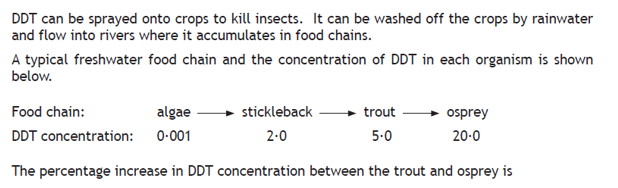 DDT can be sprayed onto crops to kill insects. It can be washed off the crops by rainwater
and flow into rivers where it accumulates in food chains.
A typical freshwater food chain and the concentration of DDT in each organism is shown
below.
Food chain: algae → stickleback → trout → osprey
DDT concentration: 0·001 2·0 5·0 20·0
The percentage increase in DDT concentration between the trout and osprey is